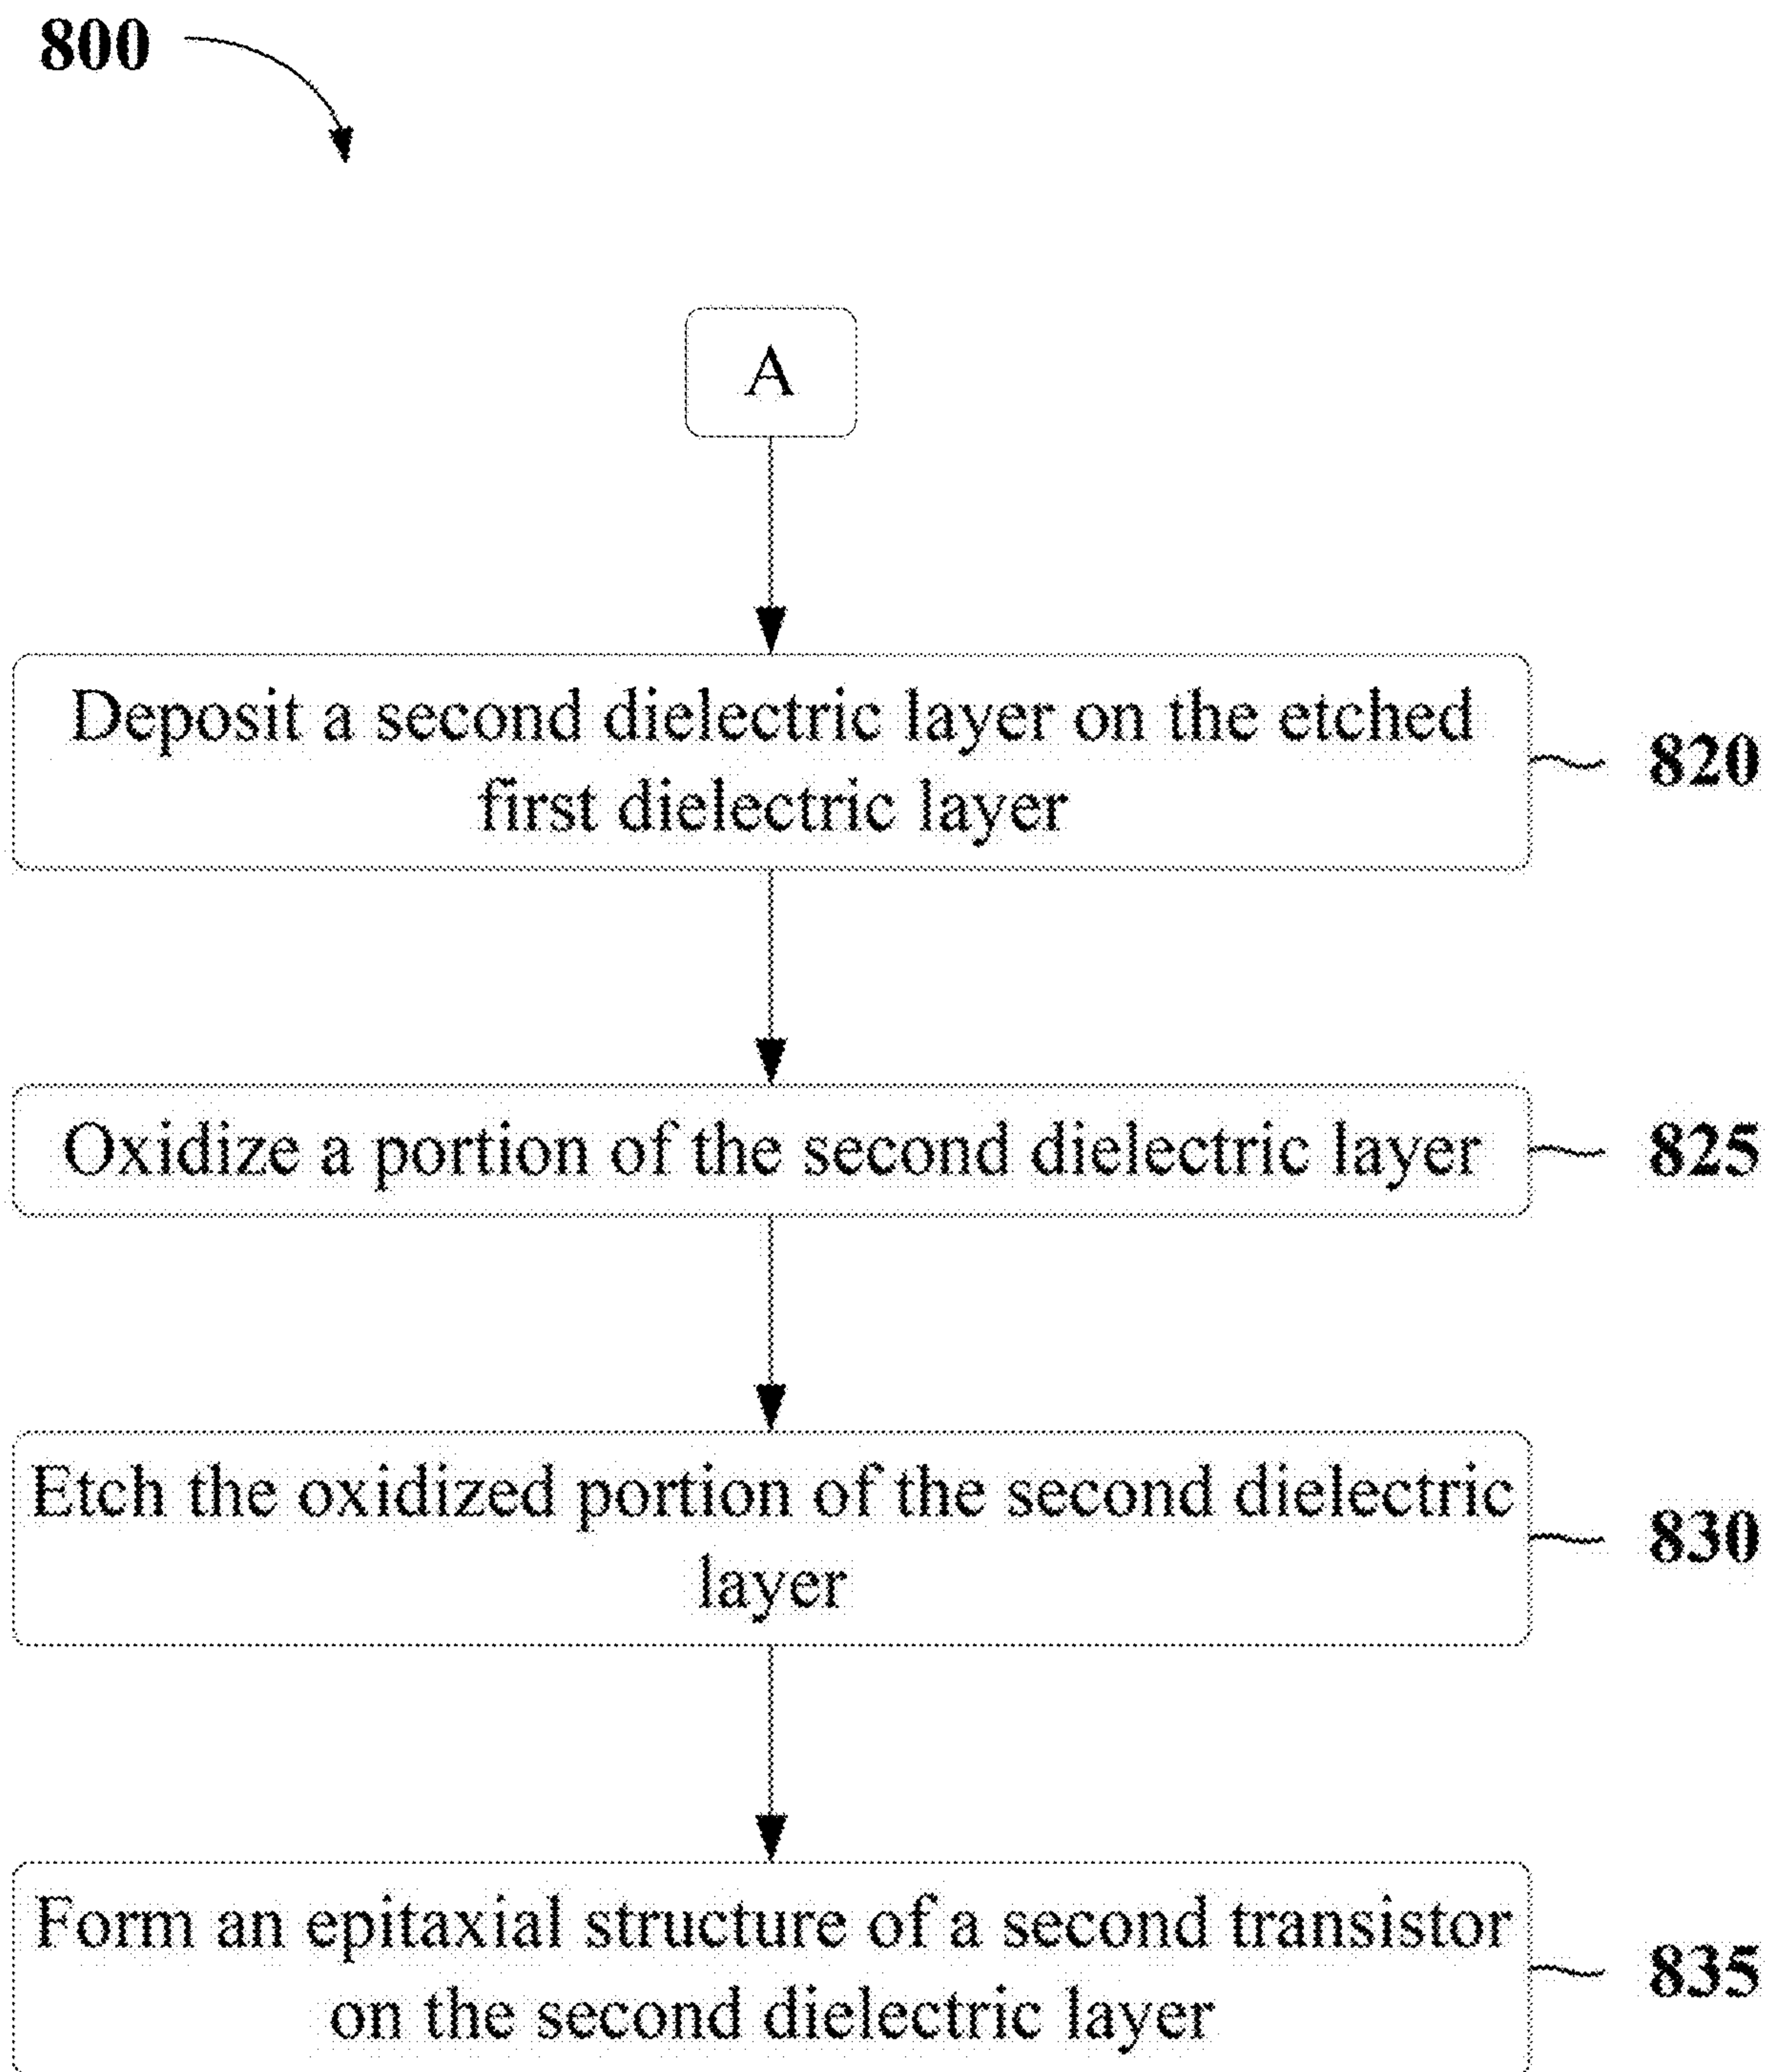 800
A
Deposit a second dielectric layer on the etched
first dielectric layer
820
Oxidize a portion of the second dielectric layer
825
Etch the oxidized portion of the second dielectric
layer
830
Form an epitaxial structure of a second transistor
on the second dielectric layer
835